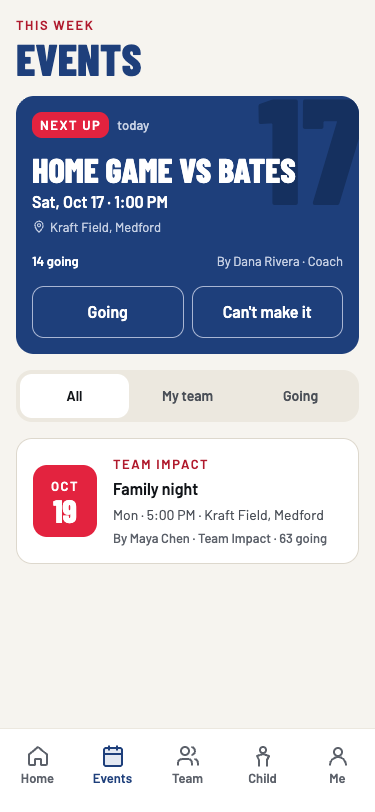 THIS WEEK
EVENTS
17
NEXT UP today
HOME GAME VS BATES
Sat, Oct 17 · 1:00 PM
Kraft Field, Medford
14 going By Dana Rivera · Coach
Going Can't make it
All My team Going
TEAM IMPACT
OCT
19
Family night
Mon · 5:00 PM · Kraft Field, Medford
By Maya Chen · Team Impact · 63 going
Home Events Team Child Me